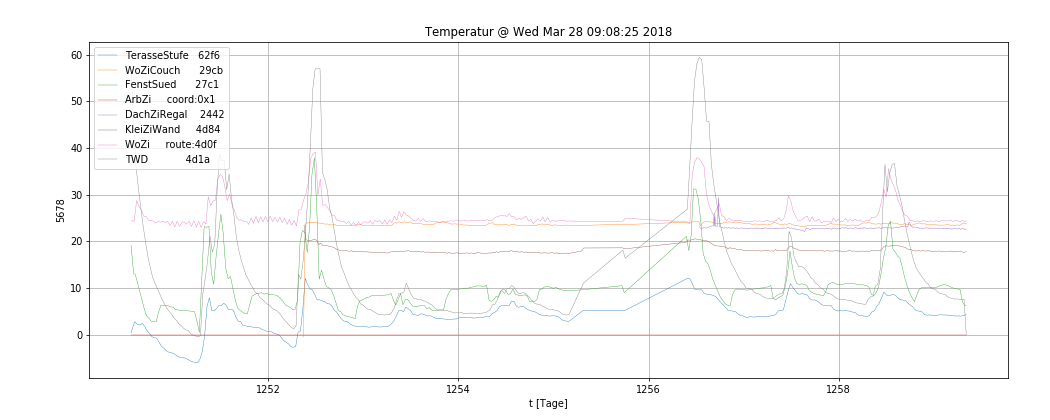 Temperatur @ Wed Mar 28 09:08:25 2018
60
50
40
30
20
10
0
5678
TerasseStufe 62f6
WoZiCouch 29cb
FenstSued 27c1
ArbZi coord:0x1
DachZiRegal 2442
KleiZiWand 4d84
WoZi route:4d0f
TWD 4d1a
1252 1254 1256 1258
t [Tage]